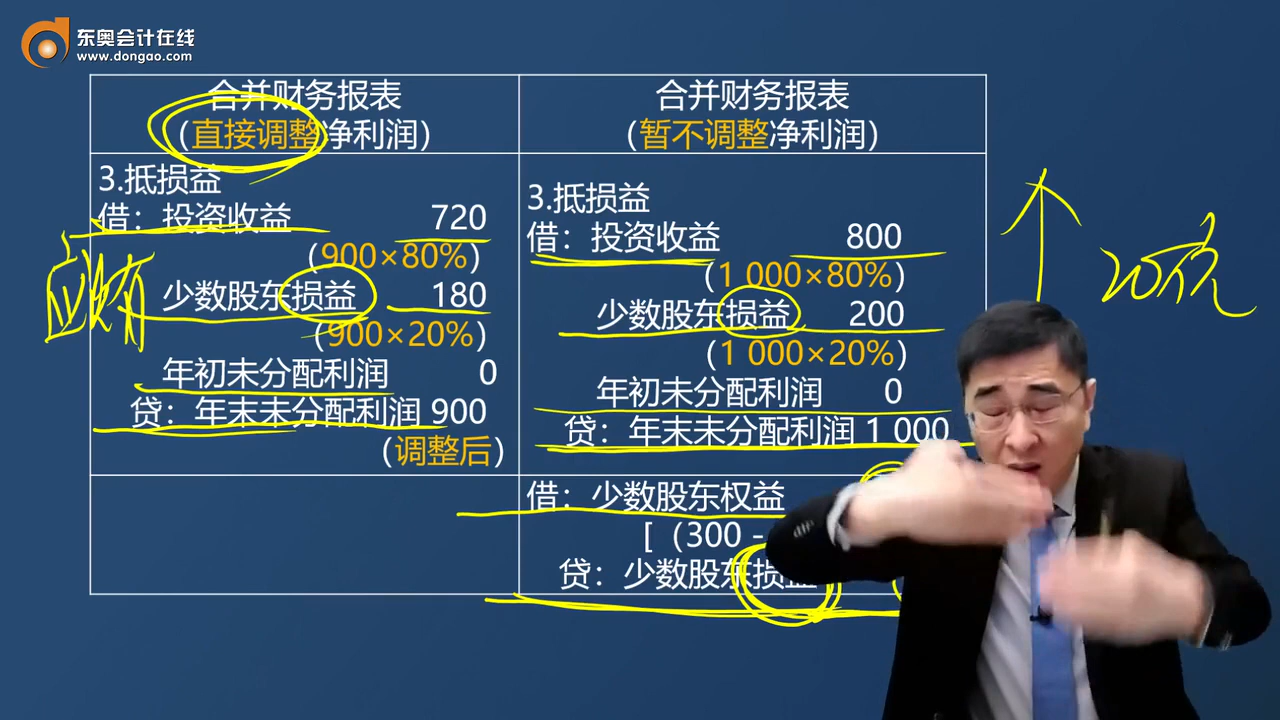 东奥会计在线
www.dongao.com
合并财务报表
（直接调整净利润）
合并财务报表
（暂不调整净利润）
3.抵损益
借：投资收益 720
（900×80%）
少数股东损益 180
（900×20%）
年初未分配利润 0
贷：年末未分配利润 900
（调整后）
3.抵损益
借：投资收益 800
（1 000×80%）
少数股东损益 200
（1 000×20%）
年初未分配利润 0
贷：年末未分配利润 1 000
借：少数股东权益
[（300 -
贷：少数股东损益